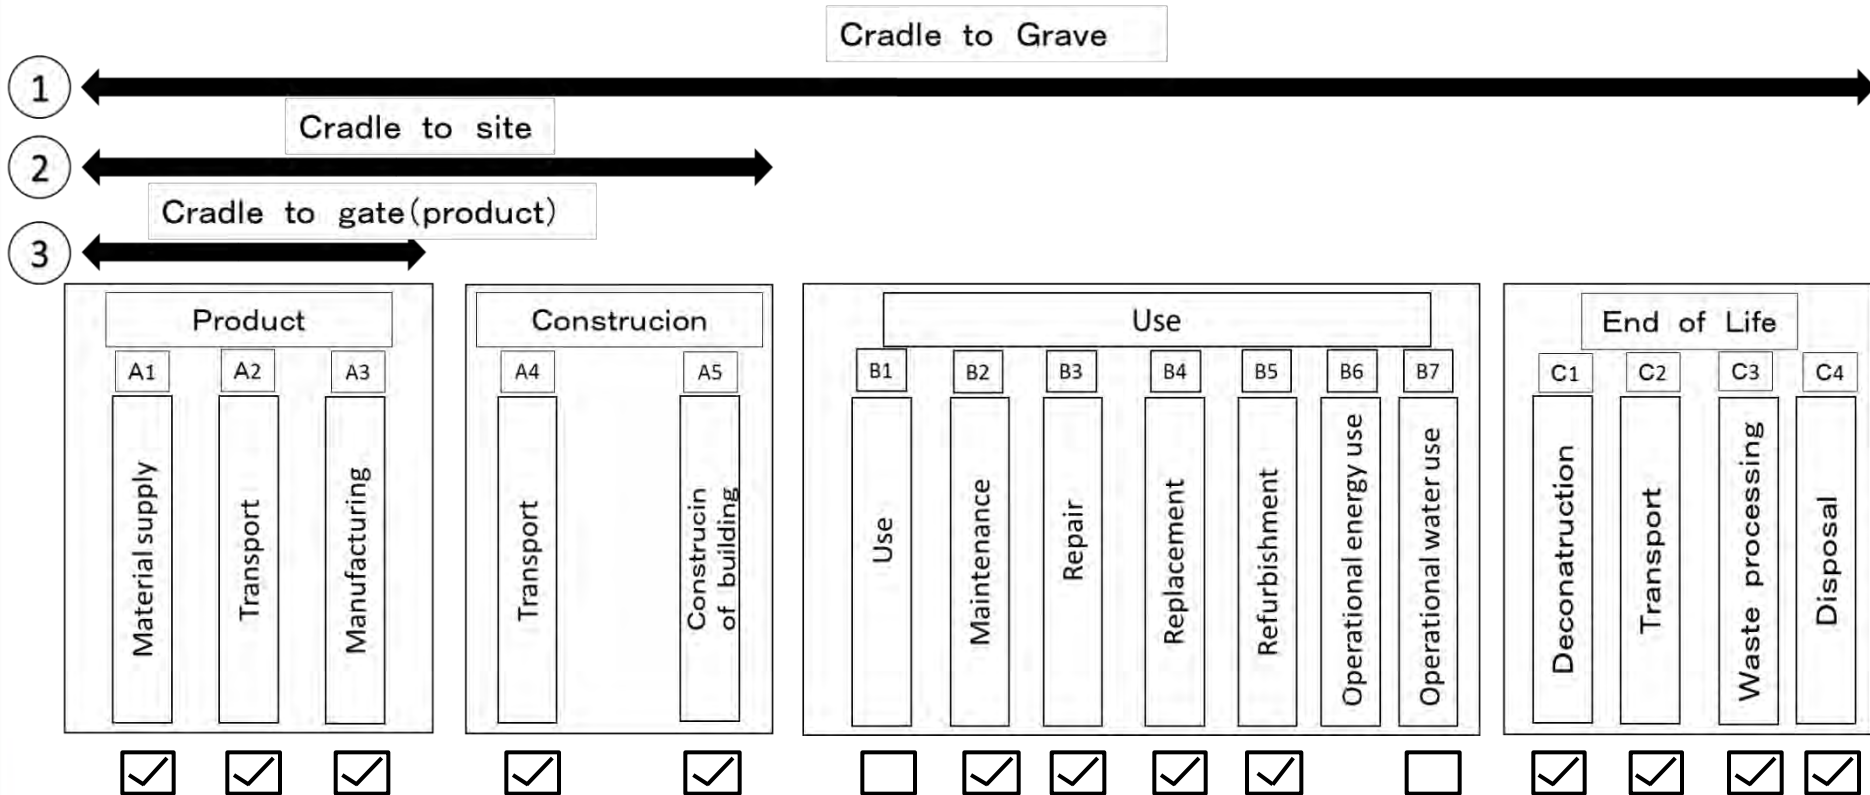 Cradle to Grave
1
Cradle to site
2
Cradle to gate(product)
3
Product
Construcion
Use
End of Life
A1
A2
A3
A4
A5
B1
B2
B3
B4
B5
B6
B7
C1
C2
C3
C4
Material supply
Transport
Manufacturing
Transport
Construcin
of building
Use
Maintenance
Repair
Replacement
Refurbishment
Operational energy use
Operational water use
Deconatruction
Transport
Waste processing
Disposal